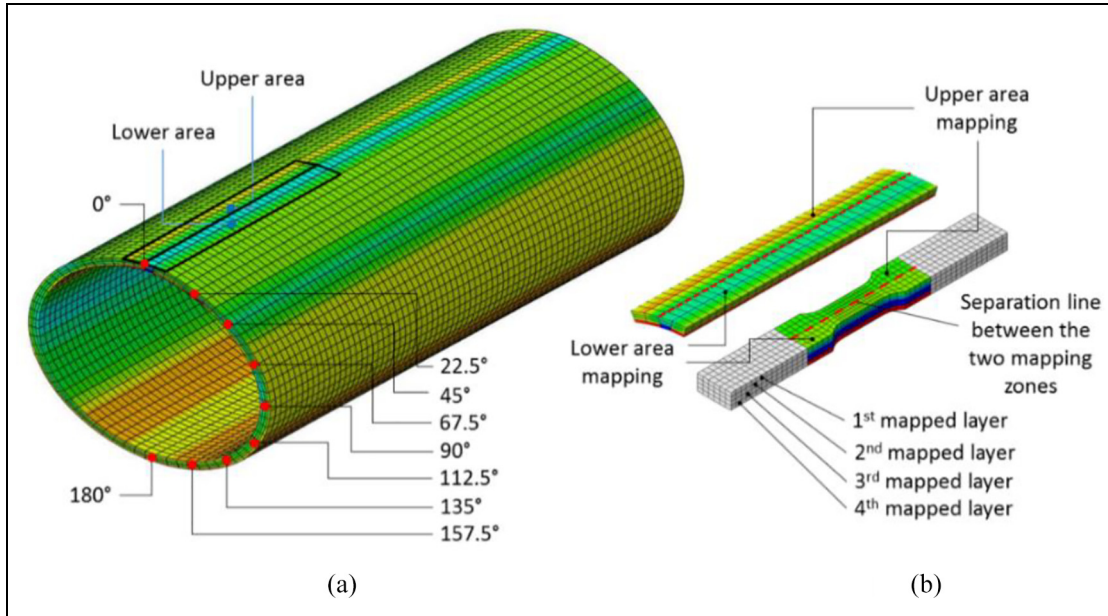 Upper area
Lower area
0°
22.5°
45°
67.5°
90°
112.5°
135°
157.5°
180°
(a)
Upper area
mapping
Lower area
mapping
Separation line
between the
two mapping
zones
1st mapped layer
2nd mapped layer
3rd mapped layer
4th mapped layer
(b)